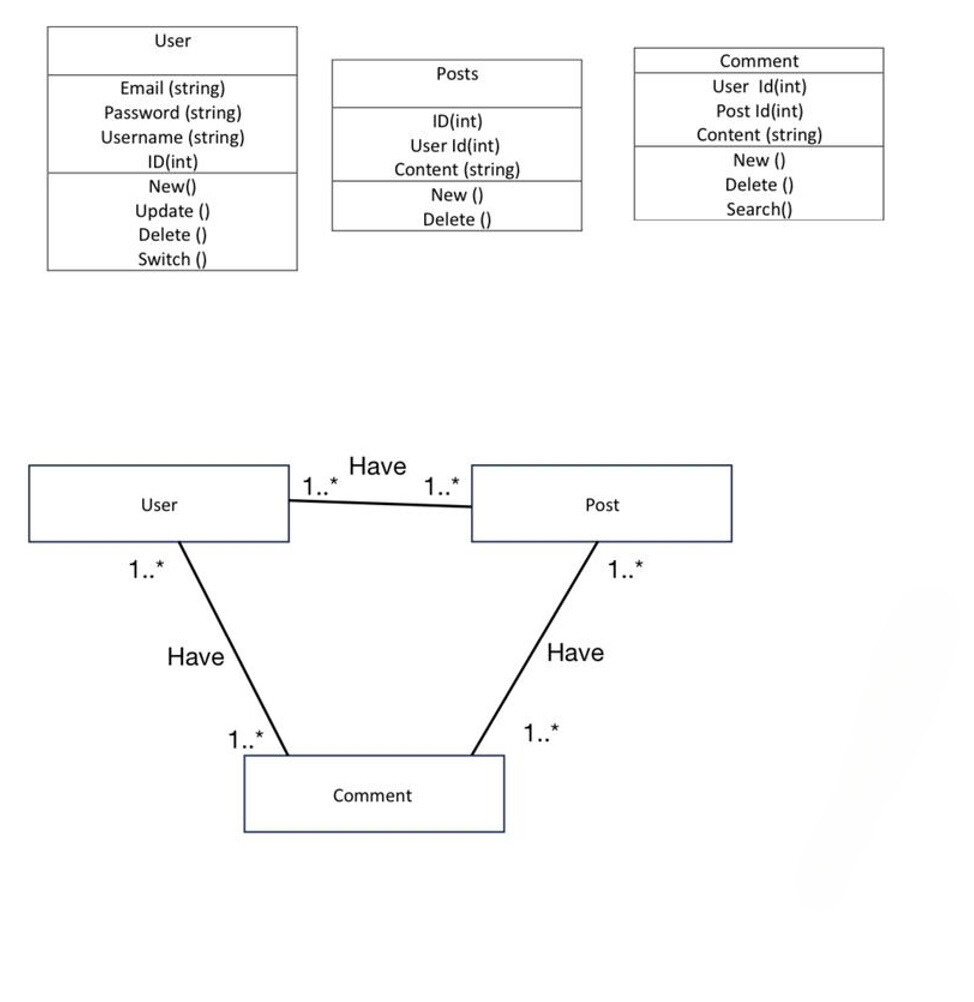 User
Email (string)
Password (string)
Username (string)
ID(int)
New()
Update ()
Delete ()
Switch ()
Posts
ID(int)
User Id(int)
Content (string)
New ()
Delete ()
Comment
User Id(int)
Post Id(int)
Content (string)
New ()
Delete ()
Search()
Have
1..* 1..*
User
Post
1..*
1..*
Have
Have
1..*
1..*
Comment